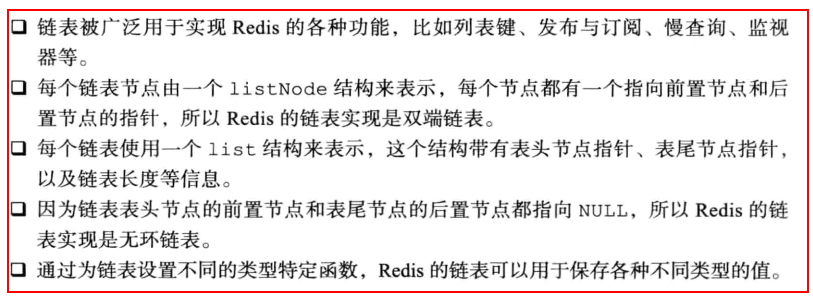 ❑ 链表被广泛用于实现 Redis 的各种功能，比如列表键、发布与订阅、慢查询、监视
器等。
❑ 每个链表节点由一个 listNode 结构来表示，每个节点都有一个指向前置节点和后
置节点的指针，所以 Redis 的链表实现是双端链表。
❑ 每个链表使用一个 list 结构来表示，这个结构带有表头节点指针、表尾节点指针，
以及链表长度等信息。
❑ 因为链表表头节点的前置节点和表尾节点的后置节点都指向 NULL，所以 Redis 的链
表实现是无环链表。
❑ 通过为链表设置不同的类型特定函数，Redis 的链表可以用于保存各种不同类型的值。